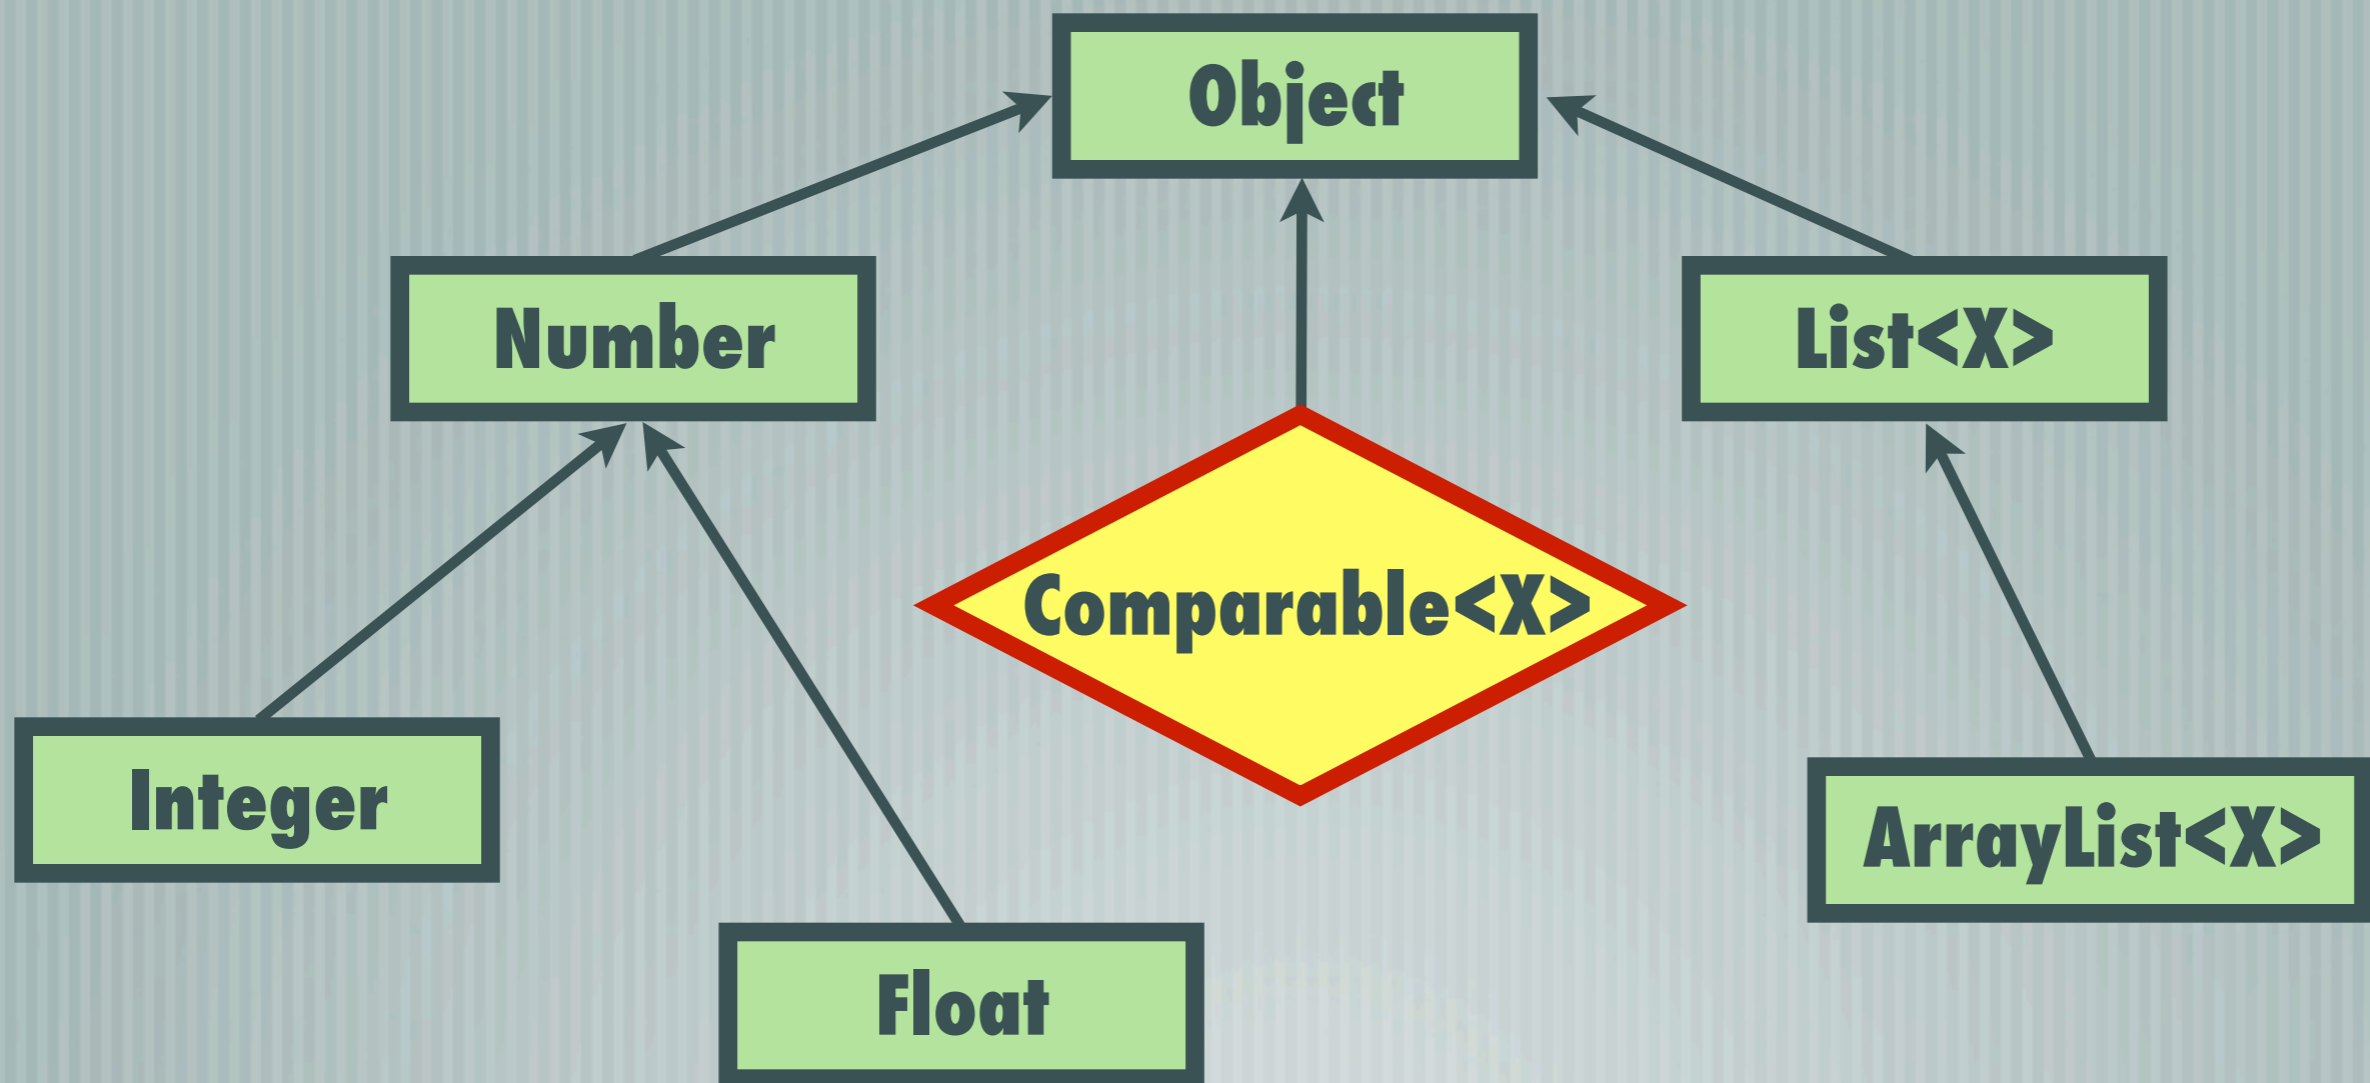 Object
Number
List<X>
Comparable<X>
Integer
ArrayList<X>
Float